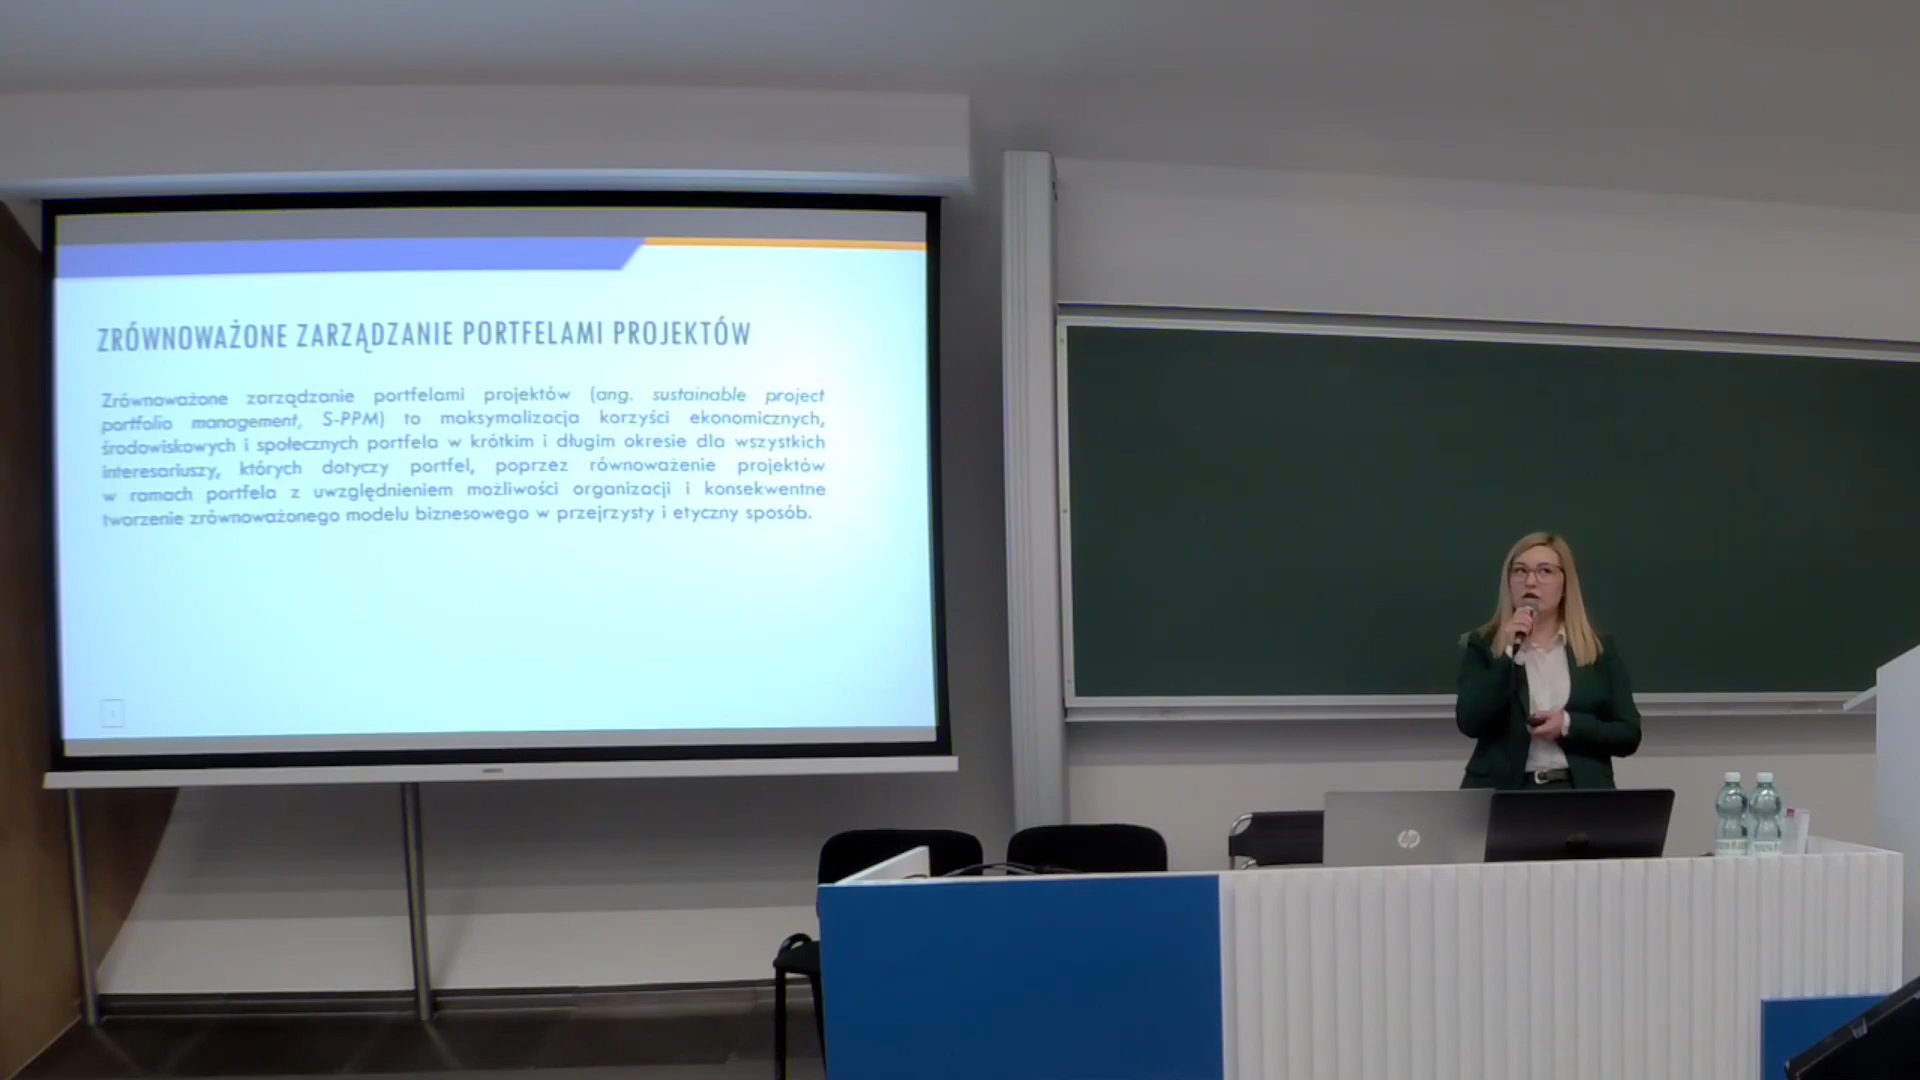 ZRÓWNOWAŻONE ZARZĄDZANIE PORTFELAMI PROJEKTÓW
Zrównoważone zarządzanie portfelami projektów (ang. sustainable project
portfolio management, S-PPM) to maksymalizacja korzyści ekonomicznych,
środowiskowych i społecznych portfela w krótkim i długim okresie dla wszystkich
interesariuszy, których dotyczy portfel, poprzez równoważenie projektów
w ramach portfela z uwzględnieniem możliwości organizacji i konsekwentne
tworzenie zrównoważonego modelu biznesowego w przejrzysty i etyczny sposób.
hp